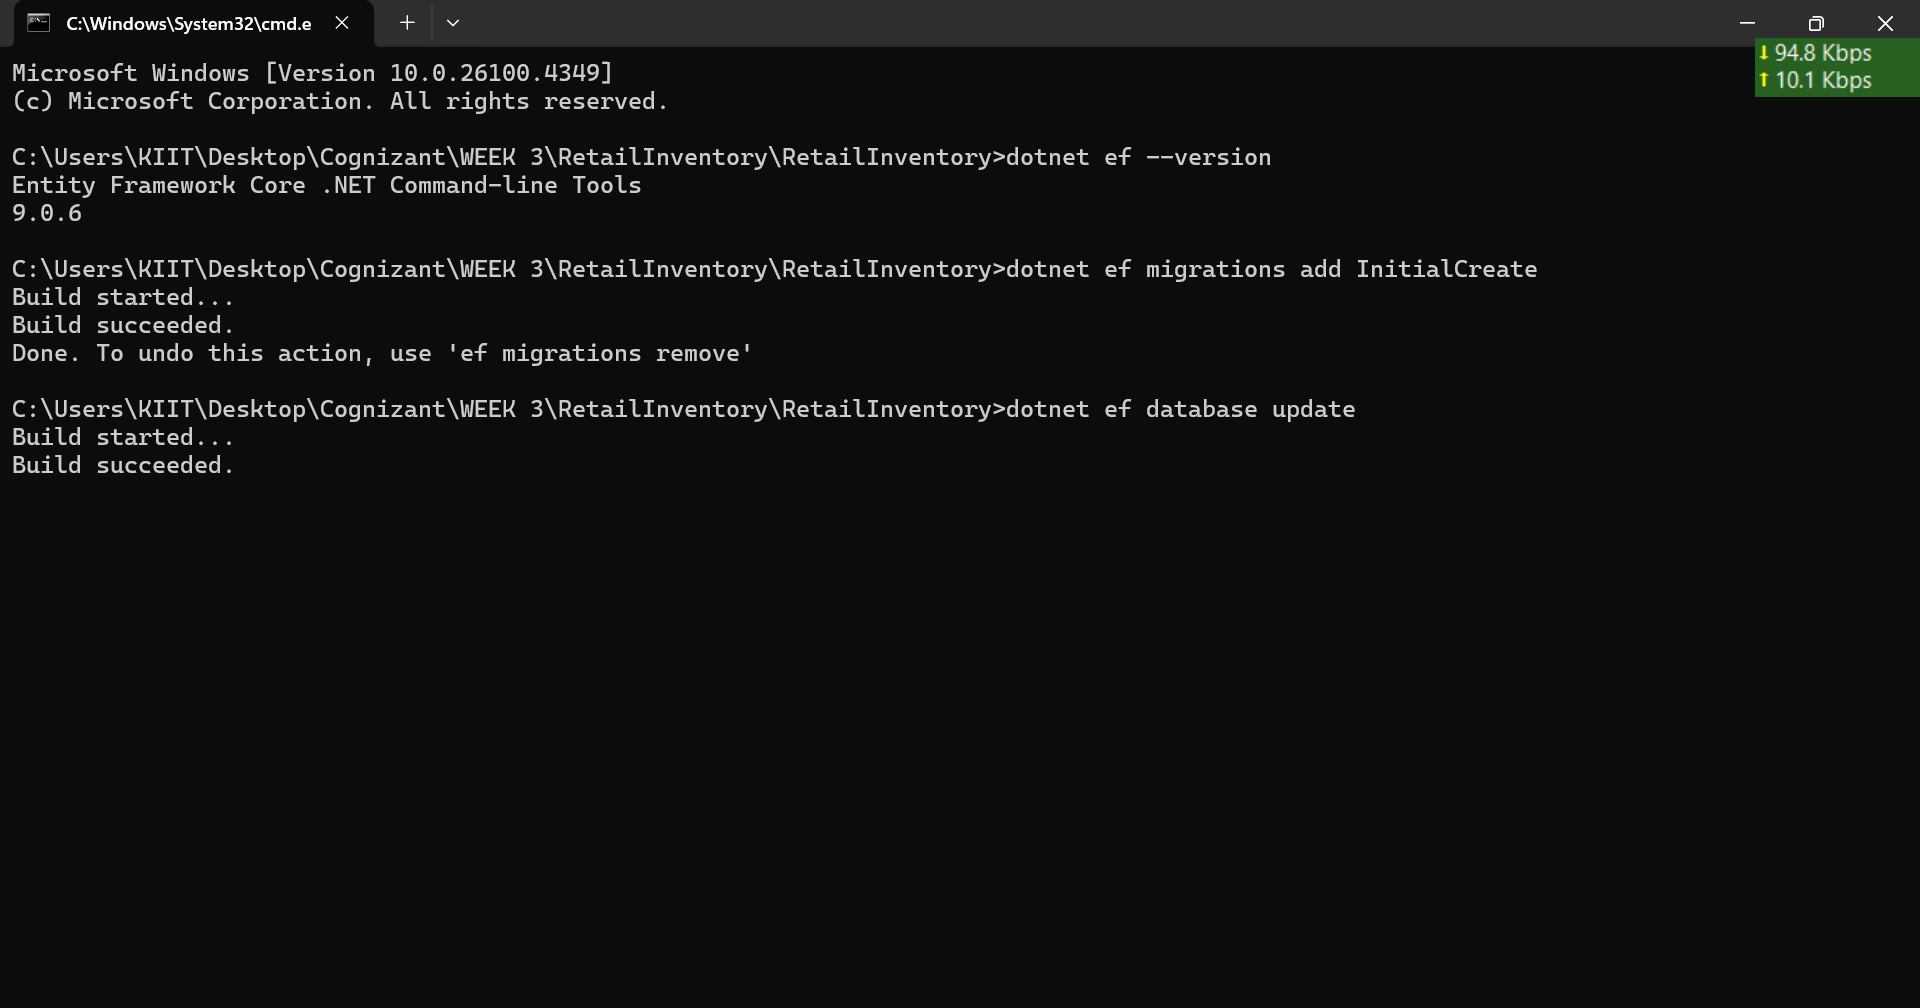 C:\Windows\System32\cmd.e
↓ 94.8 Kbps
↑ 10.1 Kbps
Microsoft Windows [Version 10.0.26100.4349]
(c) Microsoft Corporation. All rights reserved.
C:\Users\KIIT\Desktop\Cognizant\WEEK 3\RetailInventory\RetailInventory>dotnet ef --version
Entity Framework Core .NET Command-line Tools
9.0.6
C:\Users\KIIT\Desktop\Cognizant\WEEK 3\RetailInventory\RetailInventory>dotnet ef migrations add InitialCreate
Build started...
Build succeeded.
Done. To undo this action, use 'ef migrations remove'
C:\Users\KIIT\Desktop\Cognizant\WEEK 3\RetailInventory\RetailInventory>dotnet ef database update
Build started...
Build succeeded.